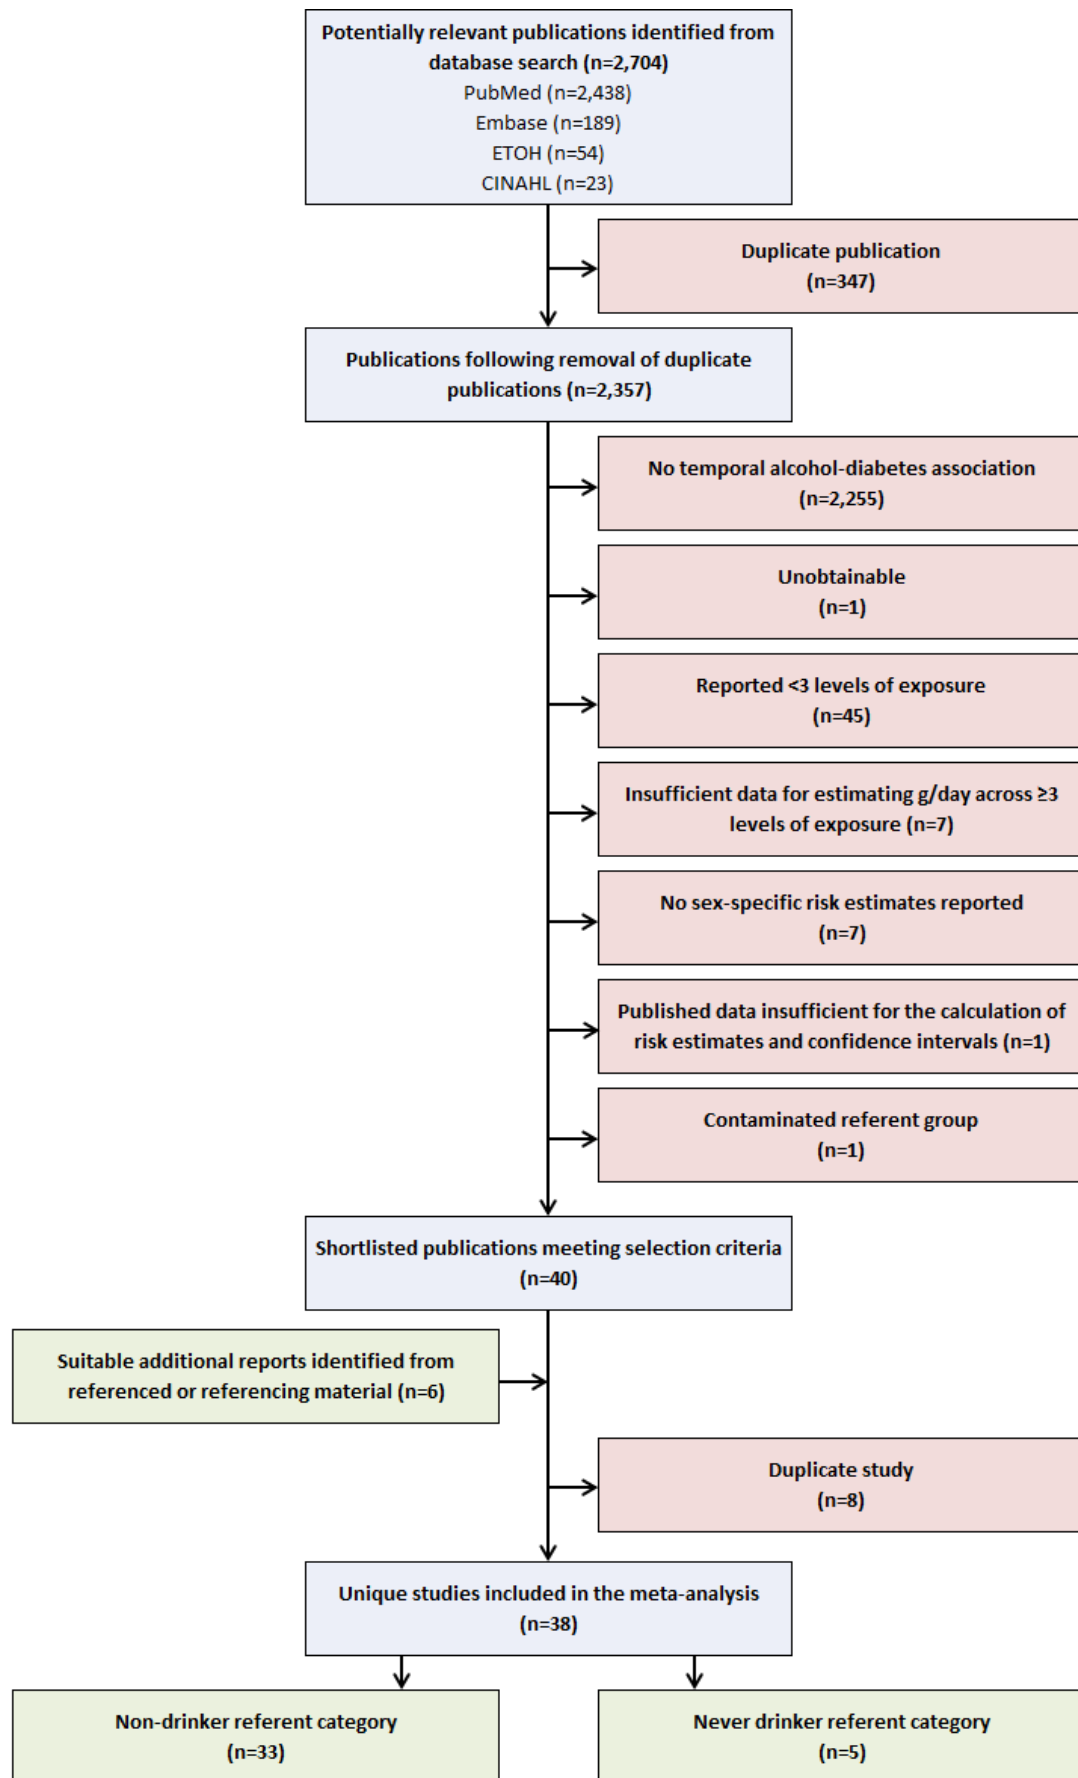 Potentially relevant publications identified from
database search (n=2,704)
PubMed (n=2,438)
Embase (n=189)
ETOH (n=54)
CINAHL (n=23)
Duplicate publication
(n=347)
Publications following removal of duplicate
publications (n=2,357)
No temporal alcohol-diabetes association
(n=2,255)
Unobtainable
(n=1)
Reported <3 levels of exposure
(n=45)
Insufficient data for estimating g/day across ≥3
levels of exposure (n=7)
No sex-specific risk estimates reported
(n=7)
Published data insufficient for the calculation of
risk estimates and confidence intervals (n=1)
Contaminated referent group
(n=1)
Shortlisted publications meeting selection criteria
(n=40)
Suitable additional reports identified from
referenced or referencing material (n=6)
Duplicate study
(n=8)
Unique studies included in the meta-analysis
(n=38)
Non-drinker referent category
(n=33)
Never drinker referent category
(n=5)